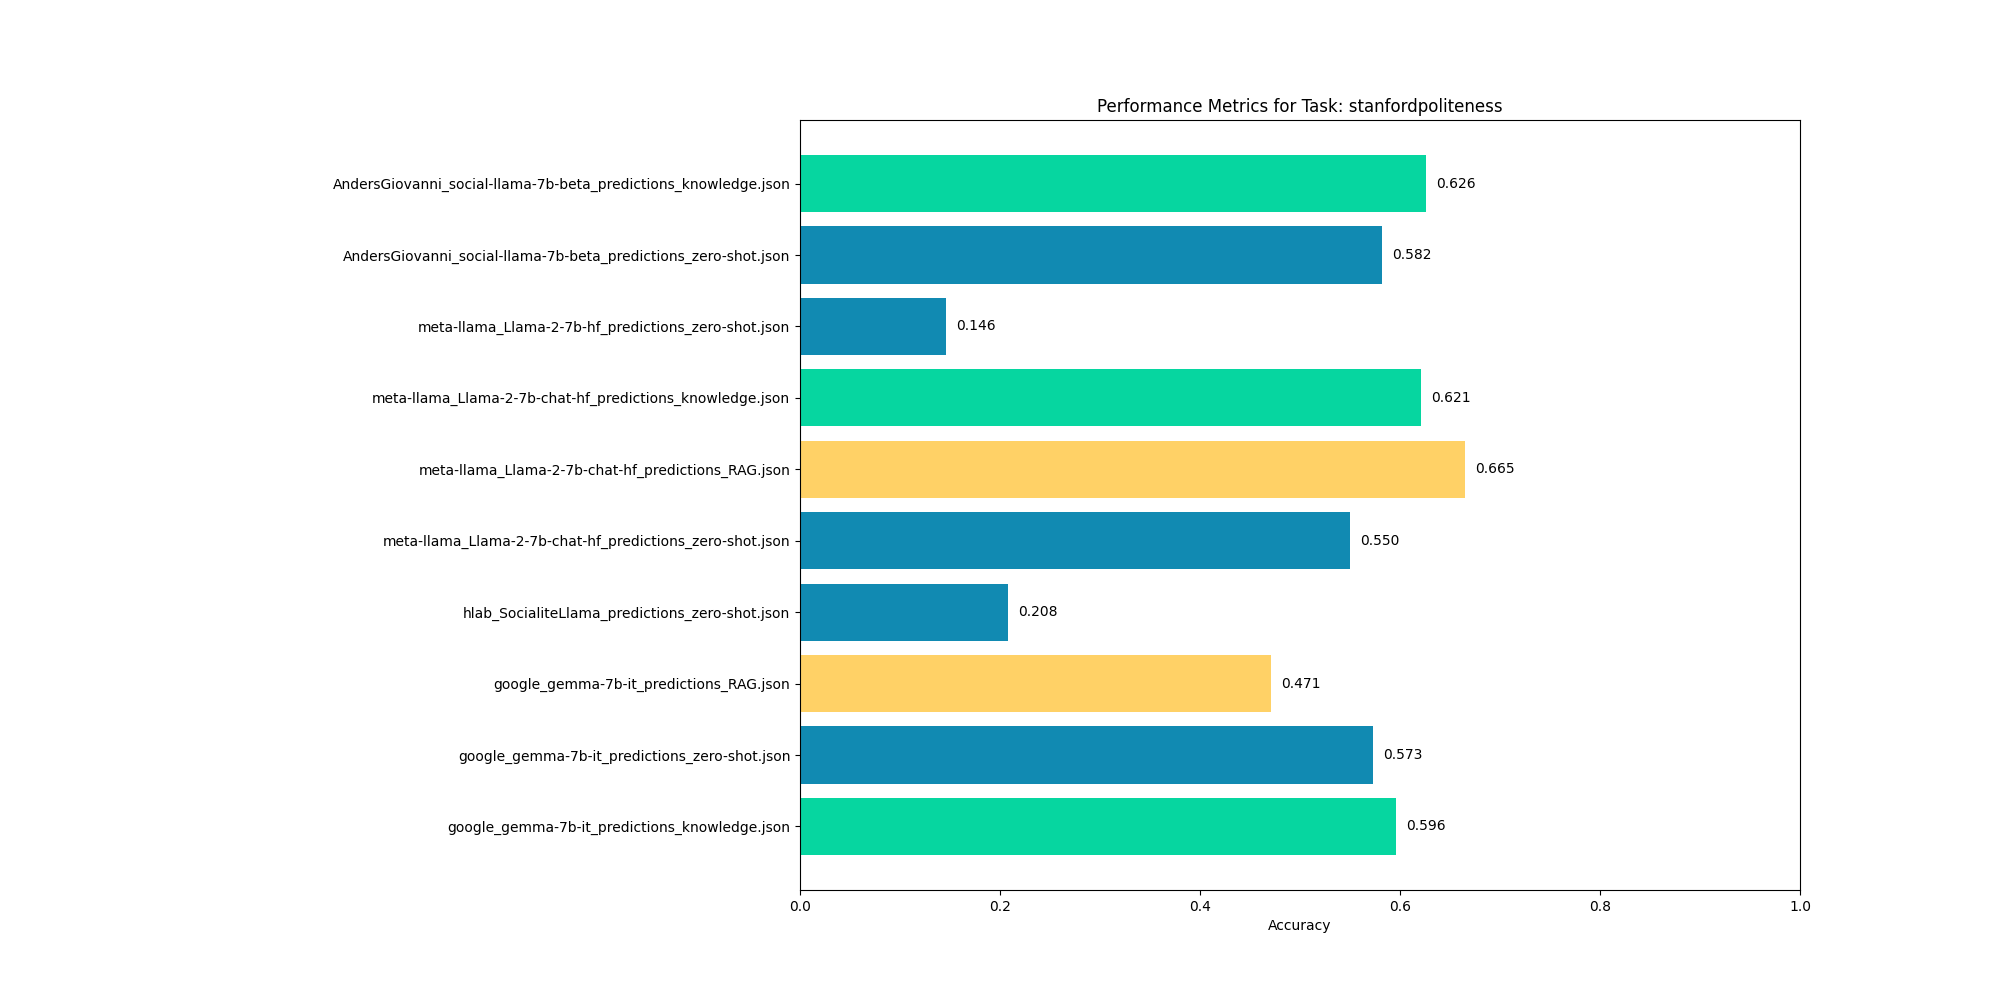 Performance Metrics for Task: stanfordpoliteness
AndersGiovanni_social-llama-7b-beta_predictions_knowledge.json
0.626
AndersGiovanni_social-llama-7b-beta_predictions_zero-shot.json
0.582
meta-llama_Llama-2-7b-hf_predictions_zero-shot.json
0.146
meta-llama_Llama-2-7b-chat-hf_predictions_knowledge.json
0.621
meta-llama_Llama-2-7b-chat-hf_predictions_RAG.json
0.665
meta-llama_Llama-2-7b-chat-hf_predictions_zero-shot.json
0.550
hlab_SocialiteLlama_predictions_zero-shot.json
0.208
google_gemma-7b-it_predictions_RAG.json
0.471
google_gemma-7b-it_predictions_zero-shot.json
0.573
google_gemma-7b-it_predictions_knowledge.json
0.596
0.0 0.2 0.4 0.6 0.8 1.0
Accuracy